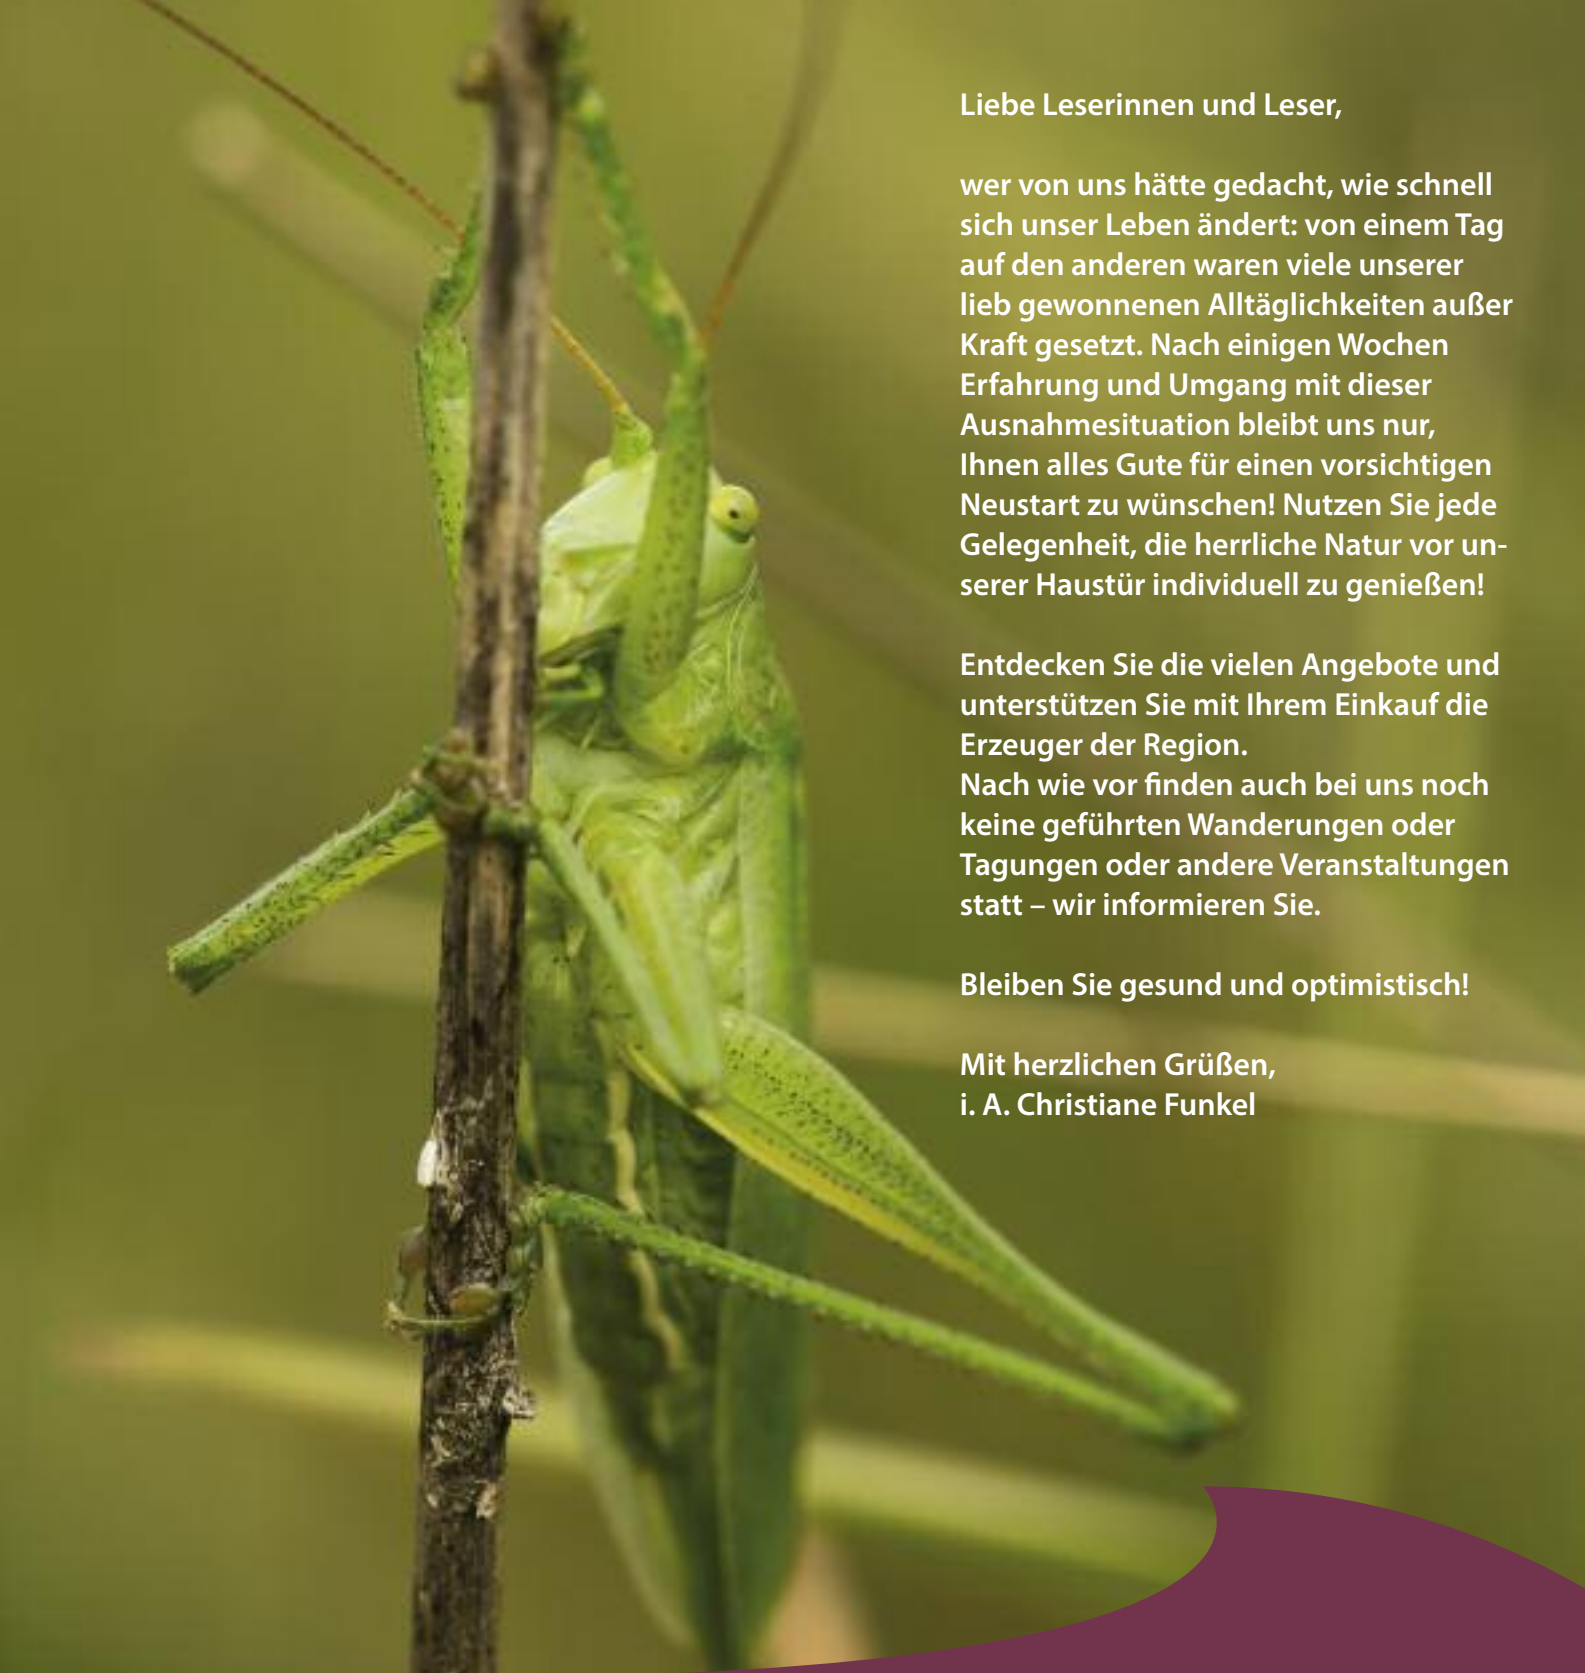 Liebe Leserinnen und Leser,
wer von uns hätte gedacht, wie schnell
sich unser Leben ändert: von einem Tag
auf den anderen waren viele unserer
lieb gewonnenen Alltäglichkeiten außer
Kraft gesetzt. Nach einigen Wochen
Erfahrung und Umgang mit dieser
Ausnahmesituation bleibt uns nur,
Ihnen alles Gute für einen vorsichtigen
Neustart zu wünschen! Nutzen Sie jede
Gelegenheit, die herrliche Natur vor un-
serer Haustür individuell zu genießen!
Entdecken Sie die vielen Angebote und
unterstützen Sie mit Ihrem Einkauf die
Erzeuger der Region.
Nach wie vor finden auch bei uns noch
keine geführten Wanderungen oder
Tagungen oder andere Veranstaltungen
statt – wir informieren Sie.
Bleiben Sie gesund und optimistisch!
Mit herzlichen Grüßen,
i. A. Christiane Funkel